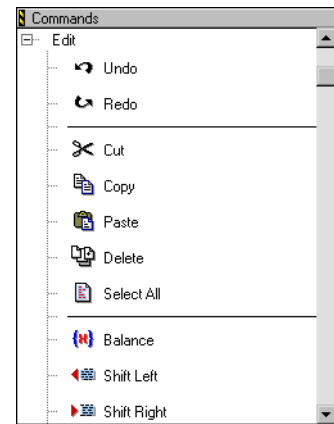 Commands
Edit
Undo
Redo
Cut
Copy
Paste
Delete
Select All
Balance
Shift Left
Shift Right